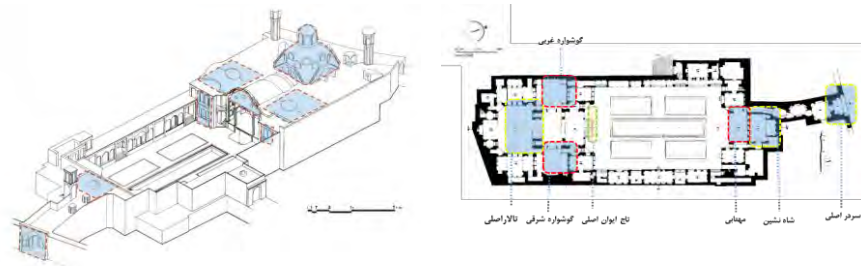 گوشواره غربی
تالاراصلی
گوشواره شرقی
تاج ایوان اصلی
مهتابی
شاه نشین
سردر اصلی